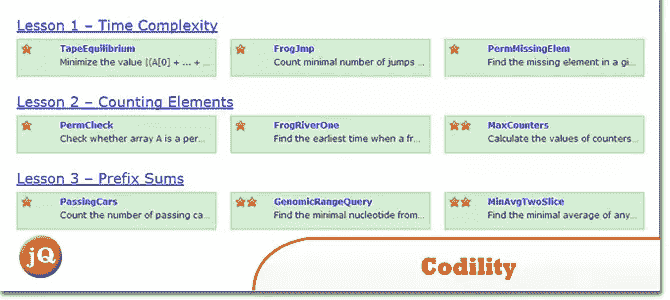 Lesson 1 – Time Complexity
TapeEquilibrium FrogJmp PermMissingElem
Minimize the value |(A[0] + ... + ... Count minimal number of jumps ... Find the missing element in a gi...
Lesson 2 – Counting Elements
PermCheck FrogRiverOne MaxCounters
Check whether array A is a per... Find the earliest time when a fr... Calculate the values of counters...
Lesson 3 – Prefix Sums
PassingCars GenomicRangeQuery MinAvgTwoSlice
Count the number of passing ca... Find the minimal nucleotide from... Find the minimal average of any...
jQ
Codility